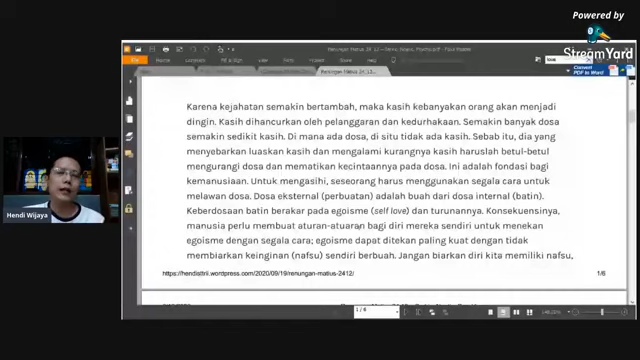 Powered by
StreamYard
Convert
PDF to Word
Karena kejahatan semakin bertambah, maka kasih kebanyakan orang akan menjadi
dingin. Kasih dihancurkan oleh pelanggaran dan kedurhakaan. Semakin banyak dosa
semakin sedikit kasih. Di mana ada dosa, di situ tidak ada kasih. Sebab itu, dia yang
menyebarkan luaskan kasih dan mengalami kurangnya kasih haruslah betul-betul
mengurangi dosa dan mematikan kecintaannya pada dosa. Ini adalah fondasi bagi
kemanusiaan. Untuk mengasihi, seseorang harus menggunakan segala cara untuk
melawan dosa. Dosa eksternal (perbuatan) adalah buah dari dosa internal (batin).
Keberdosaan batin berakar pada egoisme (self love) dan turunannya. Konsekuensinya,
manusia perlu membuat aturan-aturan bagi diri mereka sendiri untuk menekan
egoisme dengan segala cara; egoisme dapat ditekan paling kuat dengan tidak
membiarkan keinginan (nafsu) sendiri berbuah. Jangan biarkan diri kita memiliki nafsu,
https://hendisttrii.wordpress.com/2020/09/19/renungan-matius-2412/
1/6
Hendi Wijaya
1 / 6